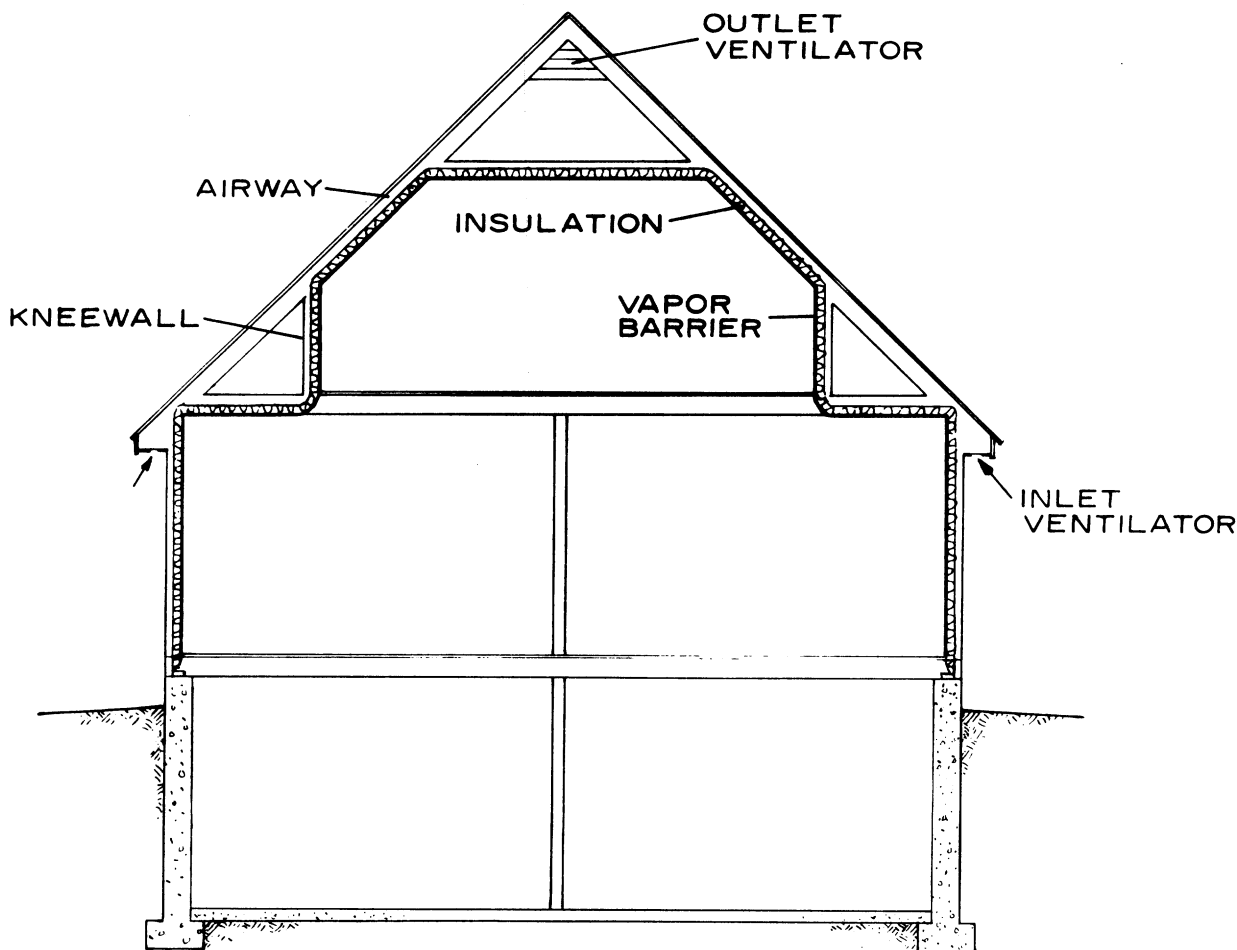 OUTLET
VENTILATOR
AIRWAY
INSULATION
KNEEWALL
VAPOR
BARRIER
INLET
VENTILATOR